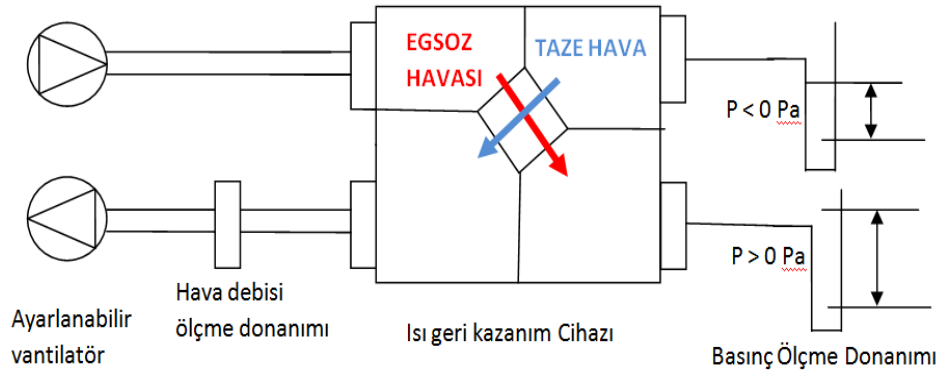 EGSOZ
HAVASI
TAZE HAVA
P < 0 Pa
P > 0 Pa
Hava debisi
ölçme donanımı
Ayarlanabilir
vantilatör
Isı geri kazanım Cihazı
Basınç Ölçme Donanımı